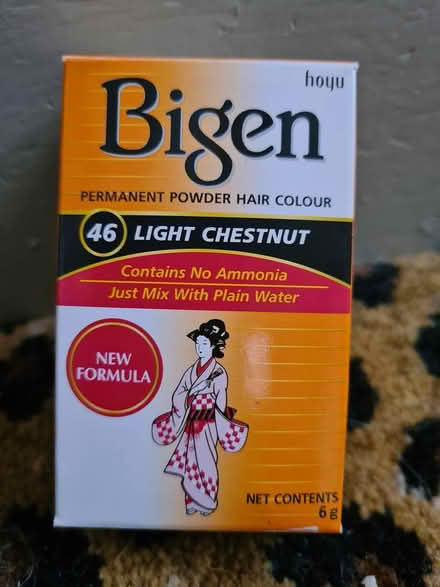 hoyu
Bigen
PERMANENT POWDER HAIR COLOUR
46 LIGHT CHESTNUT
Contains No Ammonia
Just Mix With Plain Water
NEW
FORMULA
NET CONTENTS
6 g